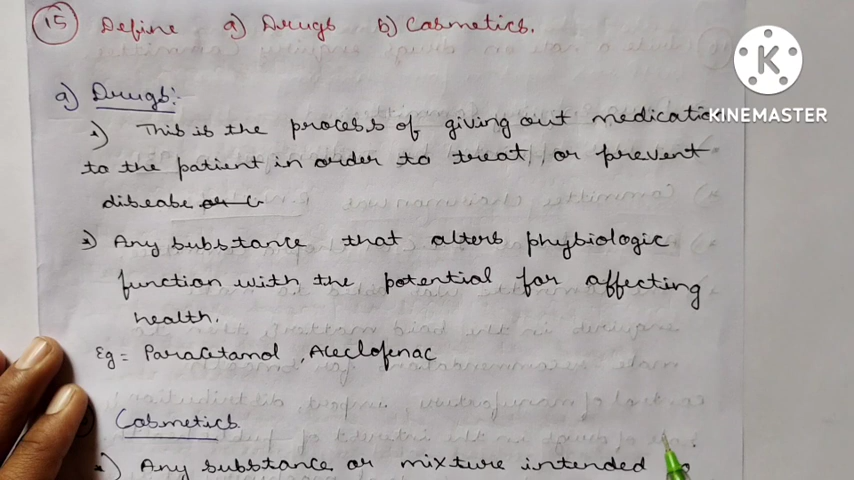 15 Define a) Drugs b) Cosmetics.
KINEMASTER
a) Drugs:-
1) This is the process of giving out medicatio
to the patient, in order to treat, or prevent
disease or
2) Any substance that alters physiologic
function with the potential for affecting
health.
Eg = Paracetamol, Aceclofenac
Cosmetics
Any substance or mixture intended